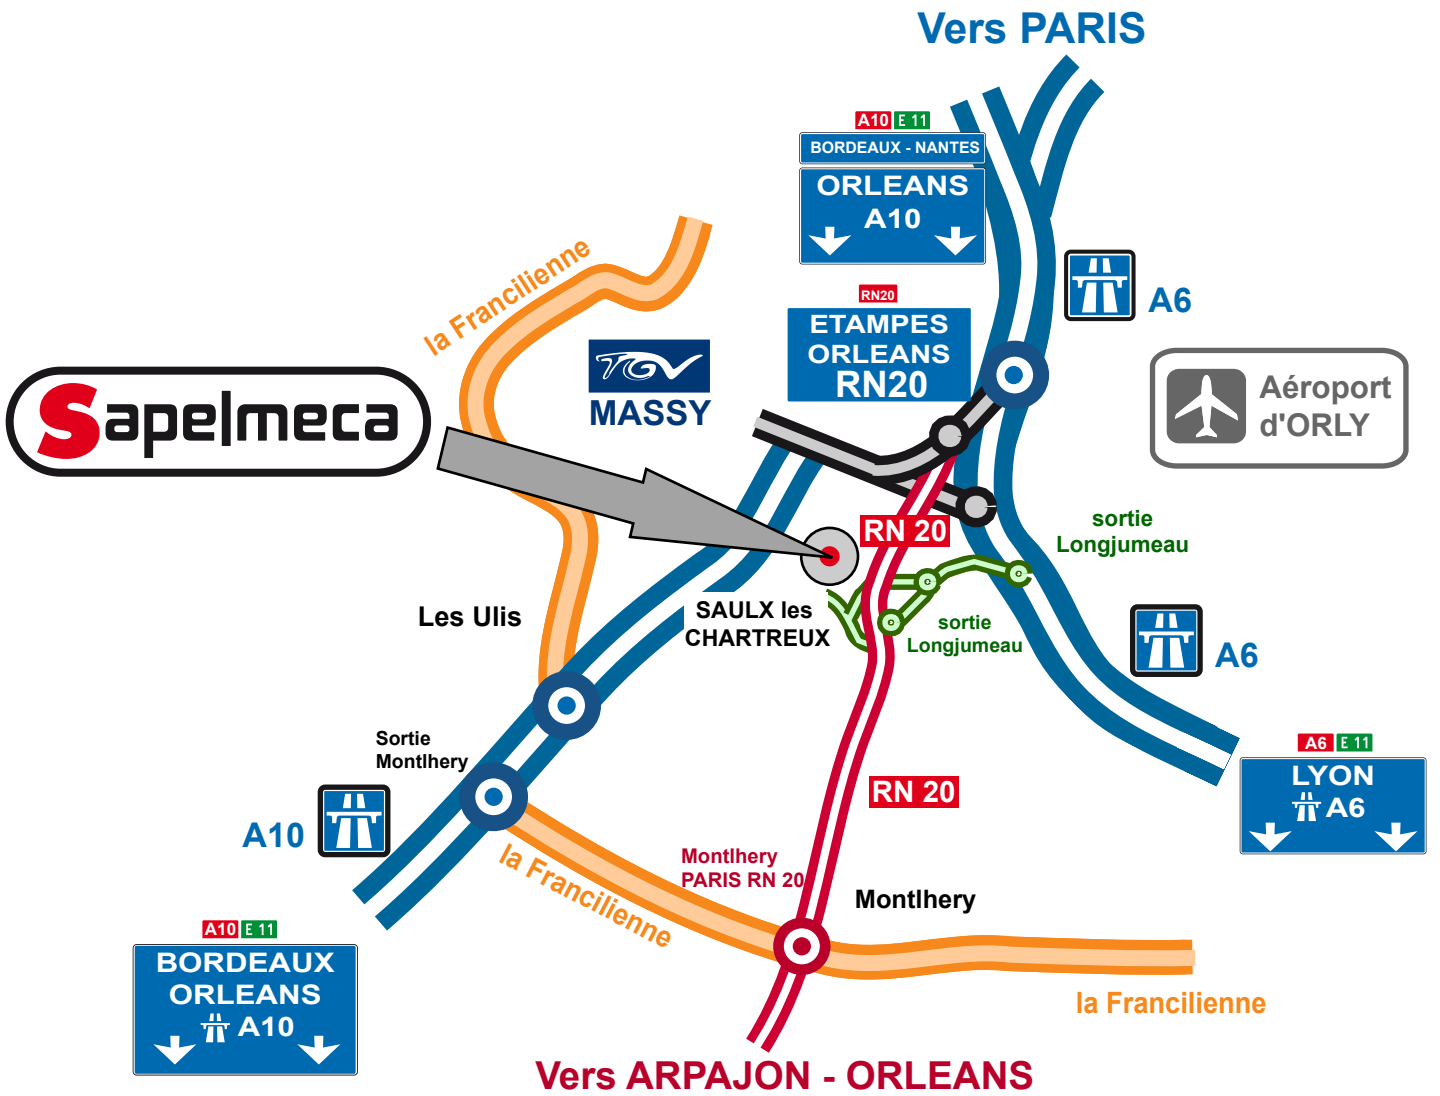 Vers PARIS
A10 E 11
BORDEAUX - NANTES
ORLEANS
A10
la Francilienne
A6
RN20
ETAMPES
ORLEANS
RN20
TGV
MASSY
Aéroport
d'ORLY
Sapelmeca
RN 20
sortie
Longjumeau
Les Ulis
SAULX les
CHARTREUX
sortie
Longjumeau
A6
Sortie
Montlhery
A6 E 11
LYON
A6
RN 20
A10
la Francilienne
Montlhery
PARIS RN 20
Montlhery
A10 E 11
BORDEAUX
ORLEANS
A10
la Francilienne
Vers ARPAJON - ORLEANS